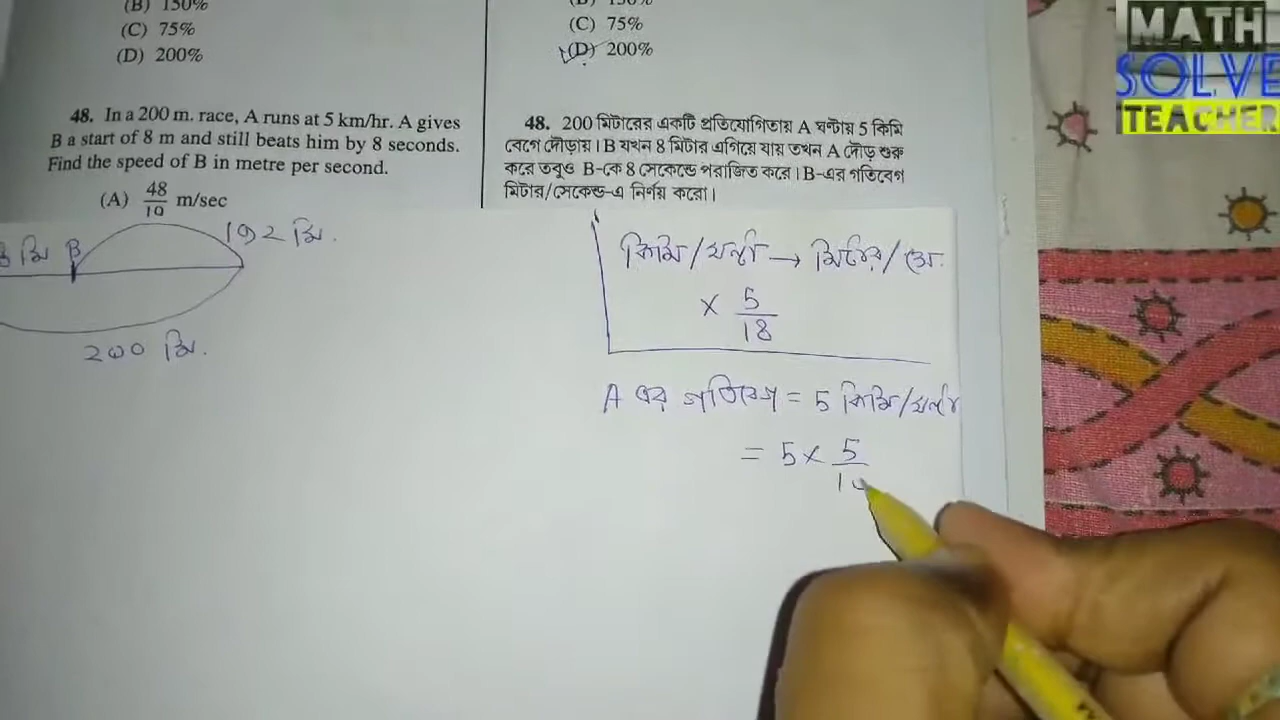 (B) 150%
(C) 75%
(D) 200%
48. In a 200 m. race, A runs at 5 km/hr. A gives
B a start of 8 m and still beats him by 8 seconds.
Find the speed of B in metre per second.
(A) 48/19 m/sec
মি B 192 মি.
200 মি.
(C) 75%
(D) 200%
48. 200 মিটারের একটি প্রতিযোগিতায় A ঘন্টায় 5 কিমি
বেগে দৌড়ায়। B যখন 8 মিটার এগিয়ে যায় তখন A দৌড় শুরু
করে তবুও B-কে 8 সেকেন্ডে পরাজিত করে। B-এর গতিবেগ
মিটার/সেকেন্ড-এ নির্ণয় করো।
কিমি/ঘন্টা → মিটার/সে.
× 5/18
A এর গতিবেগ = 5 কিমি/ঘন্টা
= 5 × 5/1
MATH
SOLVE
TEACHER